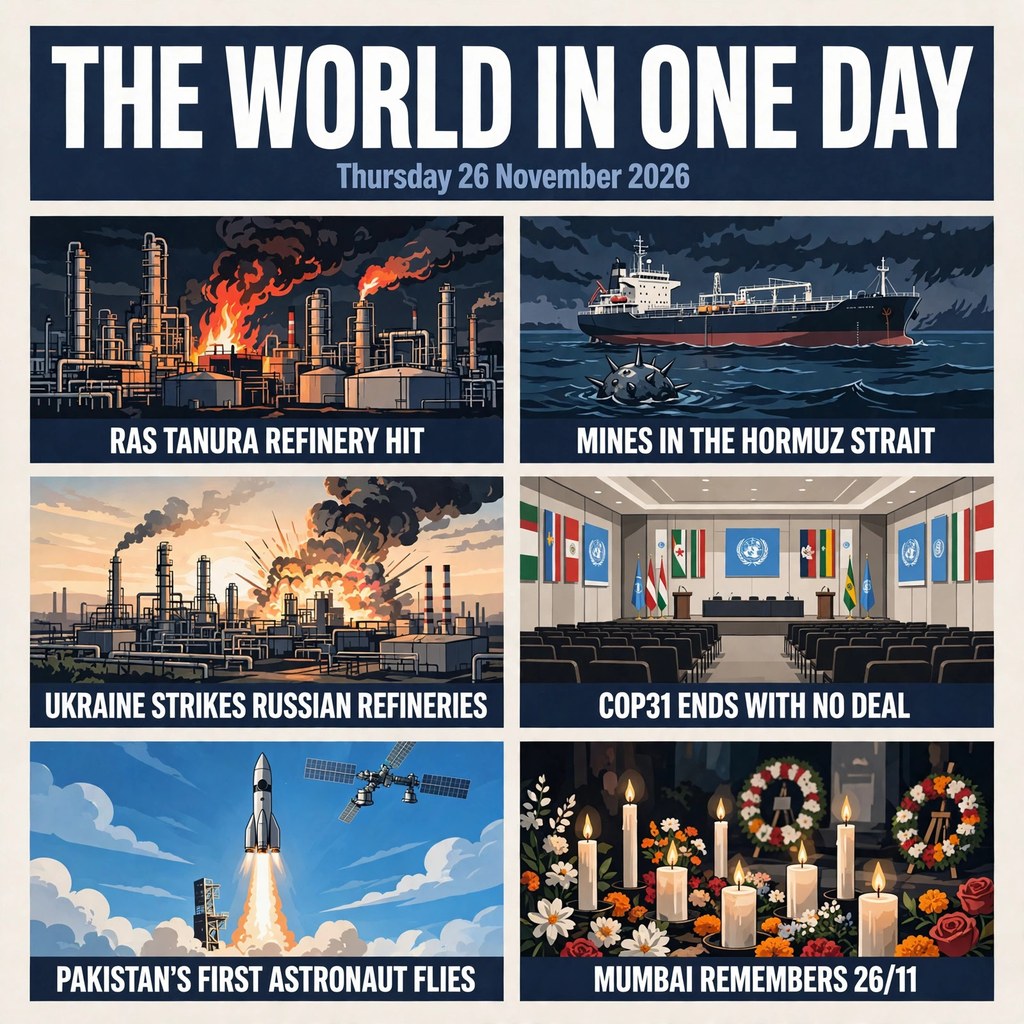 THE WORLD IN ONE DAY
Thursday 26 November 2026
RAS TANURA REFINERY HIT
MINES IN THE HORMUZ STRAIT
UKRAINE STRIKES RUSSIAN REFINERIES
COP31 ENDS WITH NO DEAL
PAKISTAN'S FIRST ASTRONAUT FLIES
MUMBAI REMEMBERS 26/11